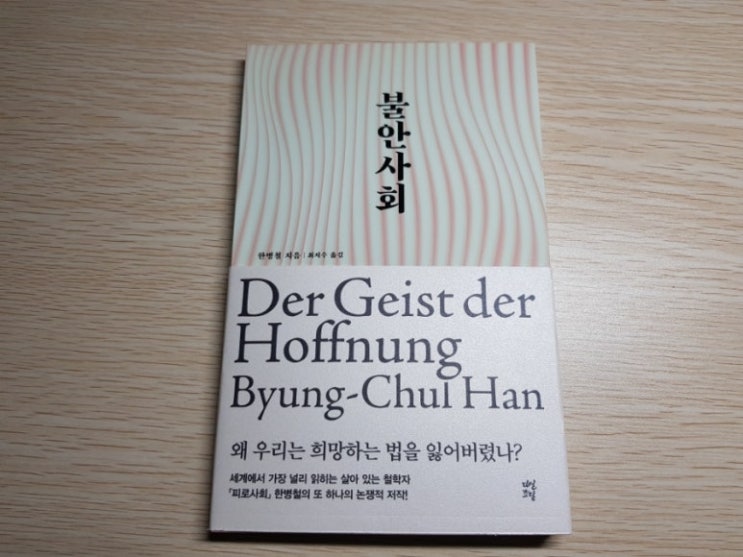 불안사회
한병철 지음 | 최지수 옮김
Der Geist der
Hoffnung
Byung-Chul Han
왜 우리는 희망하는 법을 잃어버렸나?
세계에서 가장 널리 읽히는 살아 있는 철학자
『피로사회』 한병철의 또 하나의 논쟁적 저작!
다산
초당